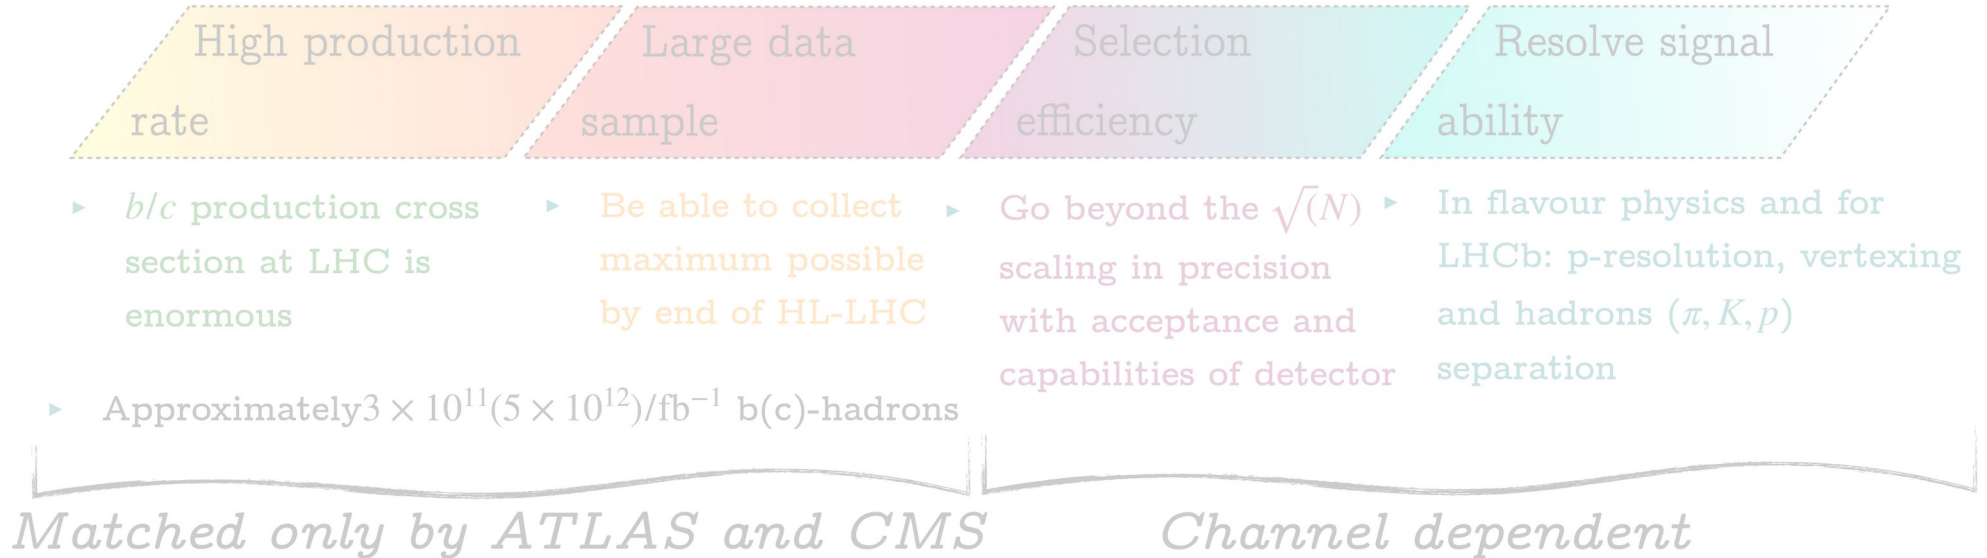 High production
rate
Large data
sample
Selection
efficiency
Resolve signal
ability
▸ b/c production cross
section at LHC is
enormous
▸ Be able to collect
maximum possible
by end of HL-LHC
▸ Go beyond the √(N)
scaling in precision
with acceptance and
capabilities of detector
▸ In flavour physics and for
LHCb: p-resolution, vertexing
and hadrons (π, K, p)
separation
▸ Approximately3 × 10¹¹(5 × 10¹²)/fb⁻¹ b(c)-hadrons
Matched only by ATLAS and CMS
Channel dependent